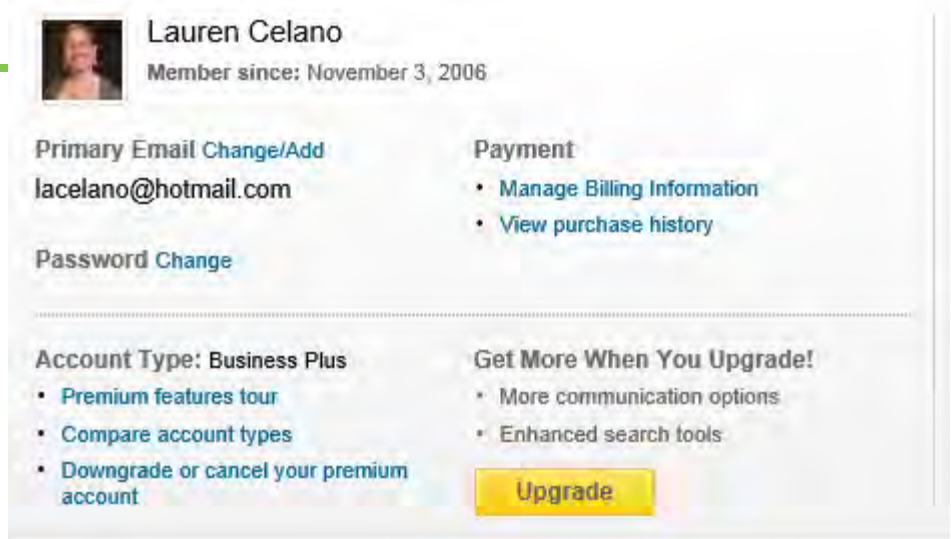 Lauren Celano
Member since: November 3, 2006
Primary Email Change/Add
lacelano@hotmail.com
Password Change
Payment
• Manage Billing Information
• View purchase history
Account Type: Business Plus
• Premium features tour
• Compare account types
• Downgrade or cancel your premium
account
Get More When You Upgrade!
• More communication options
• Enhanced search tools
Upgrade